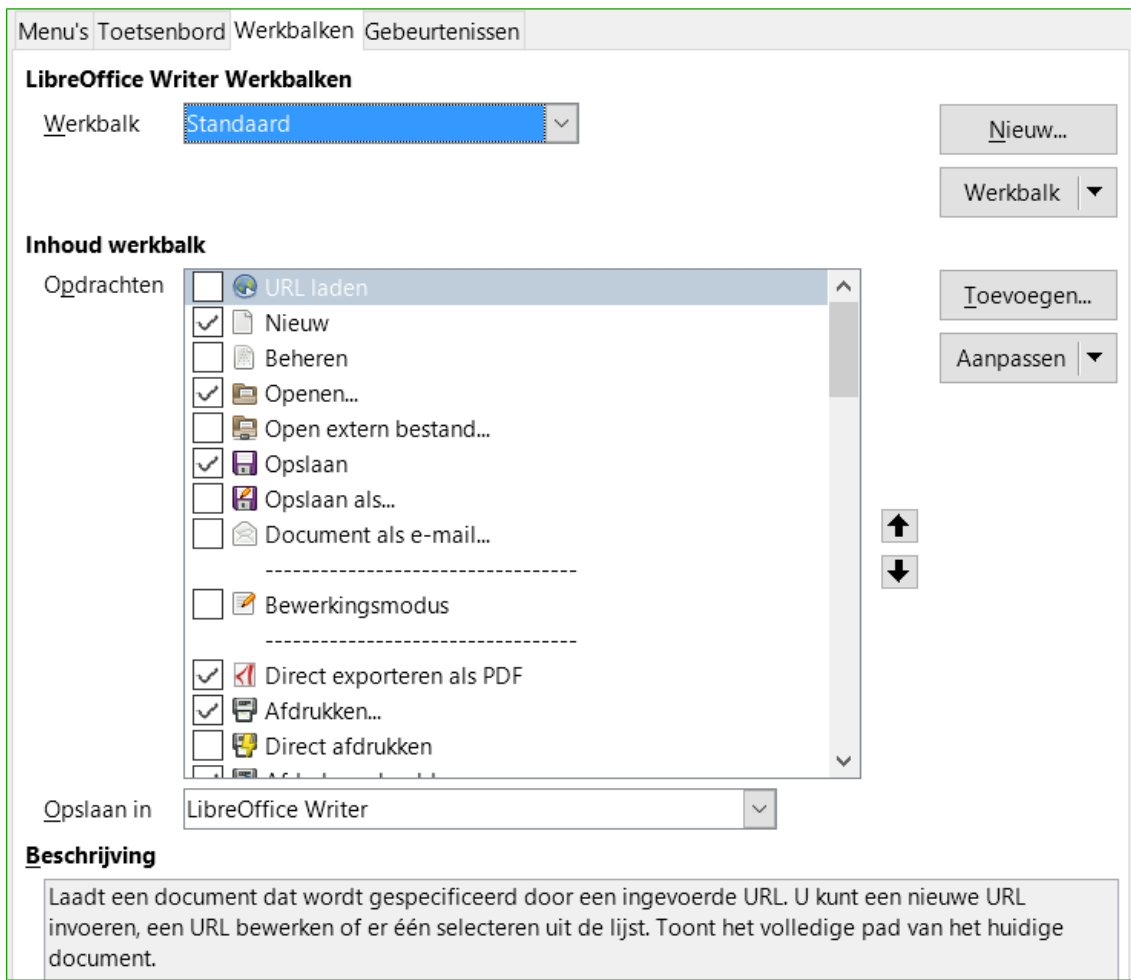 Menu's Toetsenbord Werkbalken Gebeurtenissen
LibreOffice Writer Werkbalken
Werkbalk Standaard Nieuw...
Werkbalk
Inhoud werkbalk
Opdrachten URL laden Toevoegen...
Nieuw
Beheren Aanpassen
Openen...
Open extern bestand...
Opslaan
Opslaan als...
Document als e-mail...
---------------------------------
Bewerkingsmodus
---------------------------------
Direct exporteren als PDF
Afdrukken...
Direct afdrukken
Opslaan in LibreOffice Writer
Beschrijving
Laadt een document dat wordt gespecificeerd door een ingevoerde URL. U kunt een nieuwe URL
invoeren, een URL bewerken of er één selecteren uit de lijst. Toont het volledige pad van het huidige
document.